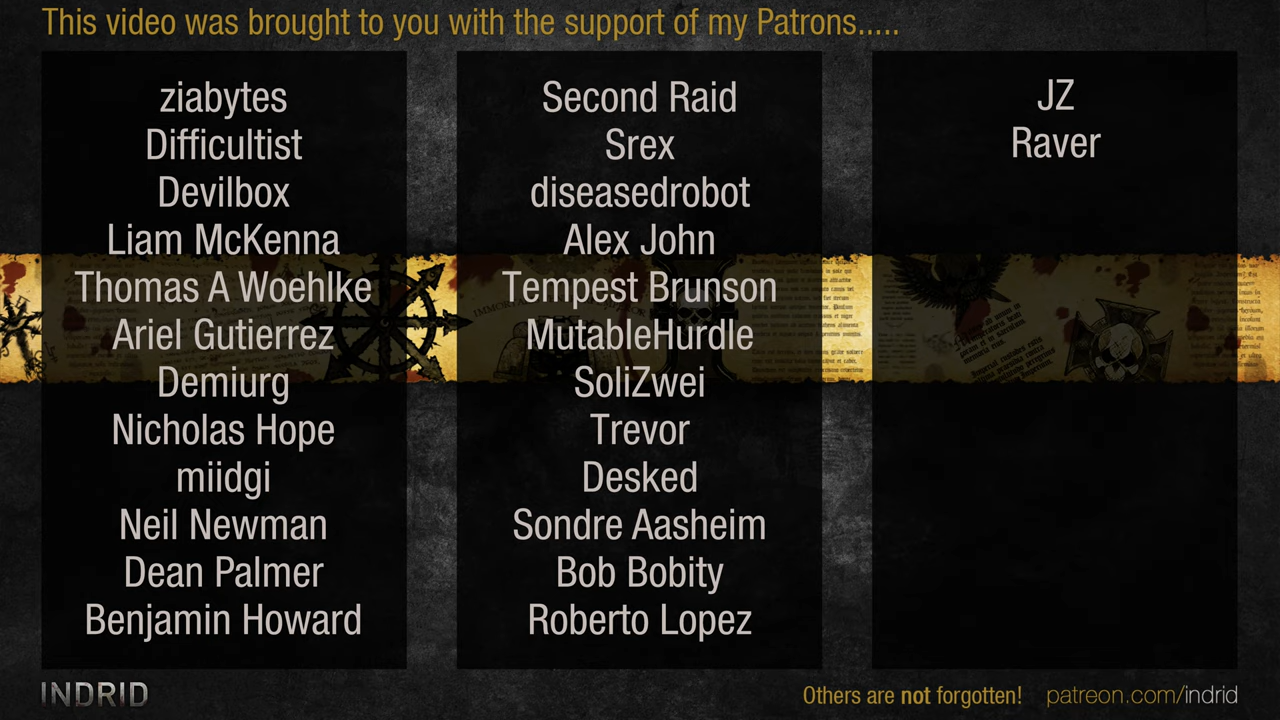 This video was brought to you with the support of my Patrons.....
ziabytes
Difficultist
Devilbox
Liam McKenna
Thomas A Woehlke
Ariel Gutierrez
Demiurg
Nicholas Hope
miidgi
Neil Newman
Dean Palmer
Benjamin Howard
Second Raid
Srex
diseasedrobot
Alex John
Tempest Brunson
MutableHurdle
SoliZwei
Trevor
Desked
Sondre Aasheim
Bob Bobity
Roberto Lopez
JZ
Raver
INDRID
Others are not forgotten!
patreon.com/indrid